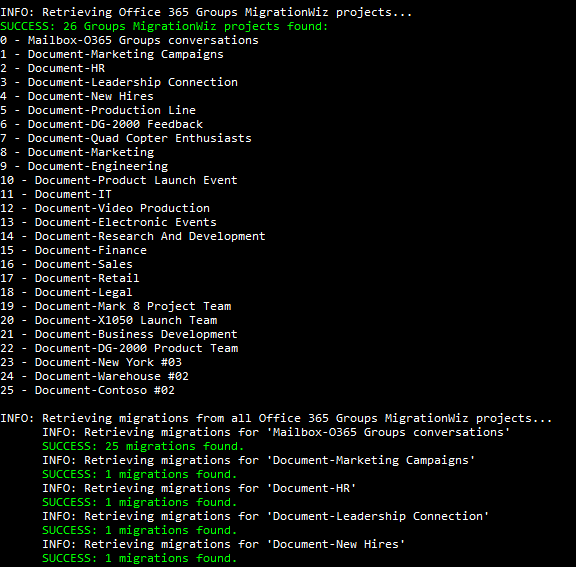 INFO: Retrieving Office 365 Groups MigrationWiz projects...
SUCCESS: 26 Groups MigrationWiz projects found:
0 - Mailbox-O365 Groups conversations
1 - Document-Marketing Campaigns
2 - Document-HR
3 - Document-Leadership Connection
4 - Document-New Hires
5 - Document-Production Line
6 - Document-DG-2000 Feedback
7 - Document-Quad Copter Enthusiasts
8 - Document-Marketing
9 - Document-Engineering
10 - Document-Product Launch Event
11 - Document-IT
12 - Document-Video Production
13 - Document-Electronic Events
14 - Document-Research And Development
15 - Document-Finance
16 - Document-Sales
17 - Document-Retail
18 - Document-Legal
19 - Document-Mark 8 Project Team
20 - Document-X1050 Launch Team
21 - Document-Business Development
22 - Document-DG-2000 Product Team
23 - Document-New York #03
24 - Document-Warehouse #02
25 - Document-Contoso #02
INFO: Retrieving migrations from all Office 365 Groups MigrationWiz projects...
INFO: Retrieving migrations for 'Mailbox-O365 Groups conversations'
SUCCESS: 25 migrations found.
INFO: Retrieving migrations for 'Document-Marketing Campaigns'
SUCCESS: 1 migrations found.
INFO: Retrieving migrations for 'Document-HR'
SUCCESS: 1 migrations found.
INFO: Retrieving migrations for 'Document-Leadership Connection'
SUCCESS: 1 migrations found.
INFO: Retrieving migrations for 'Document-New Hires'
SUCCESS: 1 migrations found.